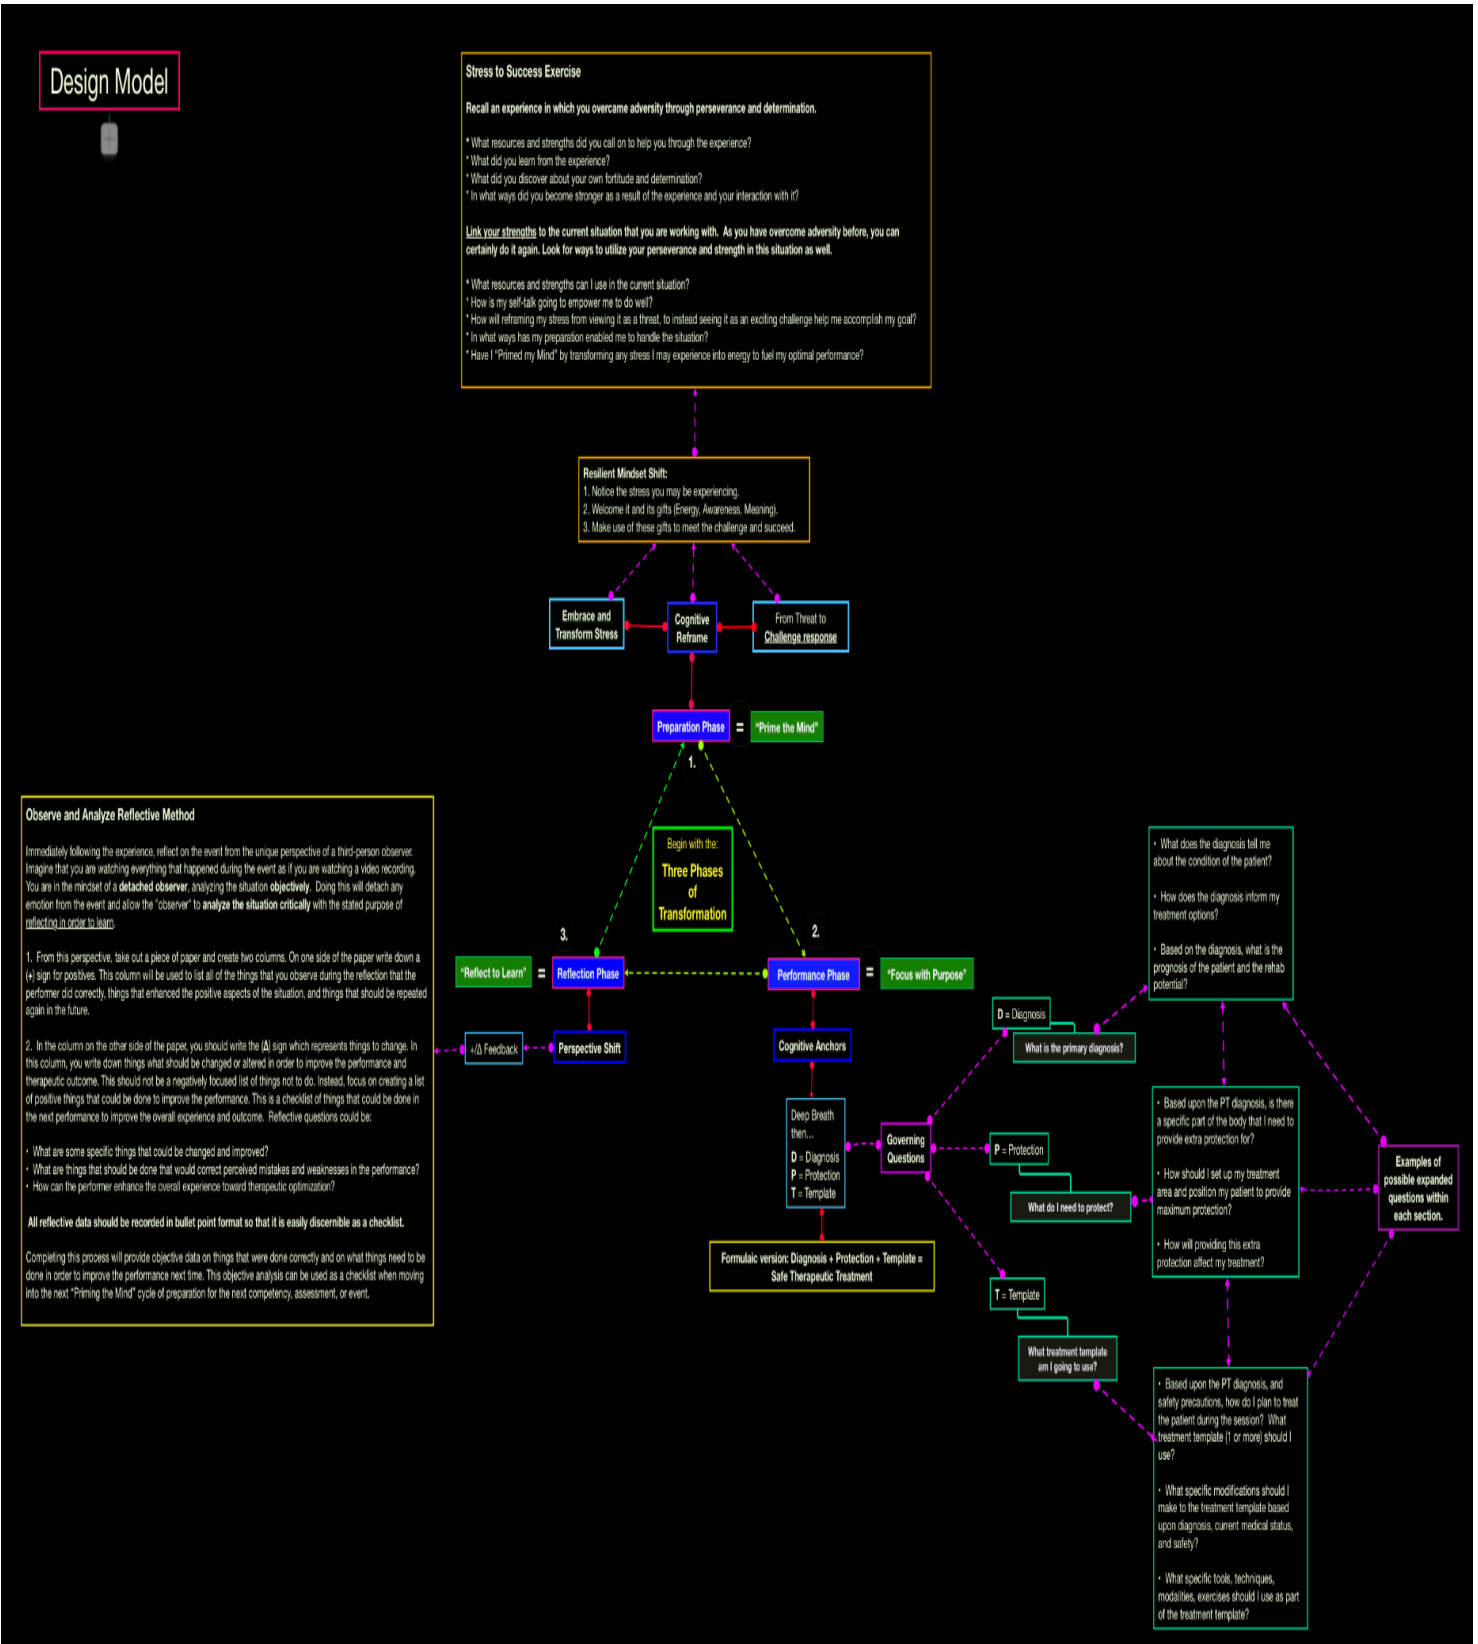 Design Model
Stress to Success Exercise
Recall an experience in which you overcame adversity through perseverance and determination.
* What resources and strengths did you call on to help you through the experience?
* What did you learn from the experience?
* What did you discover about your own fortitude and determination?
* In what ways did you become stronger as a result of the experience and your interaction with it?
Link your strengths to the current situation that you are working with. As you have overcome adversity before, you can
certainly do it again. Look for ways to utilize your perseverance and strength in this situation as well.
* What resources and strengths can I use in the current situation?
* How is my self-talk going to empower me to do well?
* How will reframing my stress from viewing it as a threat, to instead seeing it as an exciting challenge help me accomplish my goal?
* In what ways has my preparation enabled me to handle the situation?
* Have I "Primed my Mind" by transforming any stress I may experience into energy to fuel my optimal performance?
Resilient Mindset Shift:
1. Notice the stress you may be experiencing.
2. Welcome it and its gifts (Energy, Awareness, Meaning).
3. Make use of these gifts to meet the challenge and succeed.
Embrace and
Transform Stress
Cognitive
Reframe
From Threat to
Challenge response
Preparation Phase
=
"Prime the Mind"
1.
Begin with the:
Three Phases
of
Transformation
3.
2.
"Reflect to Learn"
=
Reflection Phase
Performance Phase
=
"Focus with Purpose"
+/Δ Feedback
Perspective Shift
Cognitive Anchors
Observe and Analyze Reflective Method
Immediately following the experience, reflect on the event from the unique perspective of a third-person observer.
Imagine that you are watching everything that happened during the event as if you are watching a video recording.
You are in the mindset of a detached observer, analyzing the situation objectively. Doing this will detach any
emotion from the event and allow the "observer" to analyze the situation critically with the stated purpose of
reflecting in order to learn.
1. From this perspective, take out a piece of paper and create two columns. On one side of the paper write down a
(+) sign for positives. This column will be used to list all of the things that you observe during the reflection that the
performer did correctly, things that enhanced the positive aspects of the situation, and things that should be repeated
again in the future.
2. In the column on the other side of the paper, you should write the (Δ) sign which represents things to change. In
this column, you write down things what should be changed or altered in order to improve the performance and
therapeutic outcome. This should not be a negatively focused list of things not to do. Instead, focus on creating a list
of positive things that could be done to improve the performance. This is a checklist of things that could be done in
the next performance to improve the overall experience and outcome. Reflective questions could be:
• What are some specific things that could be changed and improved?
• What are things that should be done that would correct perceived mistakes and weaknesses in the performance?
• How can the performer enhance the overall experience toward therapeutic optimization?
All reflective data should be recorded in bullet point format so that it is easily discernible as a checklist.
Completing this process will provide objective data on things that were done correctly and on what things need to be
done in order to improve the performance next time. This objective analysis can be used as a checklist when moving
into the next "Priming the Mind" cycle of preparation for the next competency, assessment, or event.
Deep Breath
then...
D = Diagnosis
P = Protection
T = Template
Formulaic version: Diagnosis + Protection + Template =
Safe Therapeutic Treatment
Governing
Questions
D = Diagnosis
What is the primary diagnosis?
P = Protection
What do I need to protect?
T = Template
What treatment template
am I going to use?
• What does the diagnosis tell me
about the condition of the patient?
• How does the diagnosis inform my
treatment options?
• Based on the diagnosis, what is the
prognosis of the patient and the rehab
potential?
• Based upon the PT diagnosis, is there
a specific part of the body that I need to
provide extra protection for?
• How should I set up my treatment
area and position my patient to provide
maximum protection?
• How will providing this extra
protection affect my treatment?
• Based upon the PT diagnosis, and
safety precautions, how do I plan to treat
the patient during the session? What
treatment template (1 or more) should I
use?
• What specific modifications should I
make to the treatment template based
upon diagnosis, current medical status,
and safety?
• What specific tools, techniques,
modalities, exercises should I use as part
of the treatment template?
Examples of
possible expanded
questions within
each section.